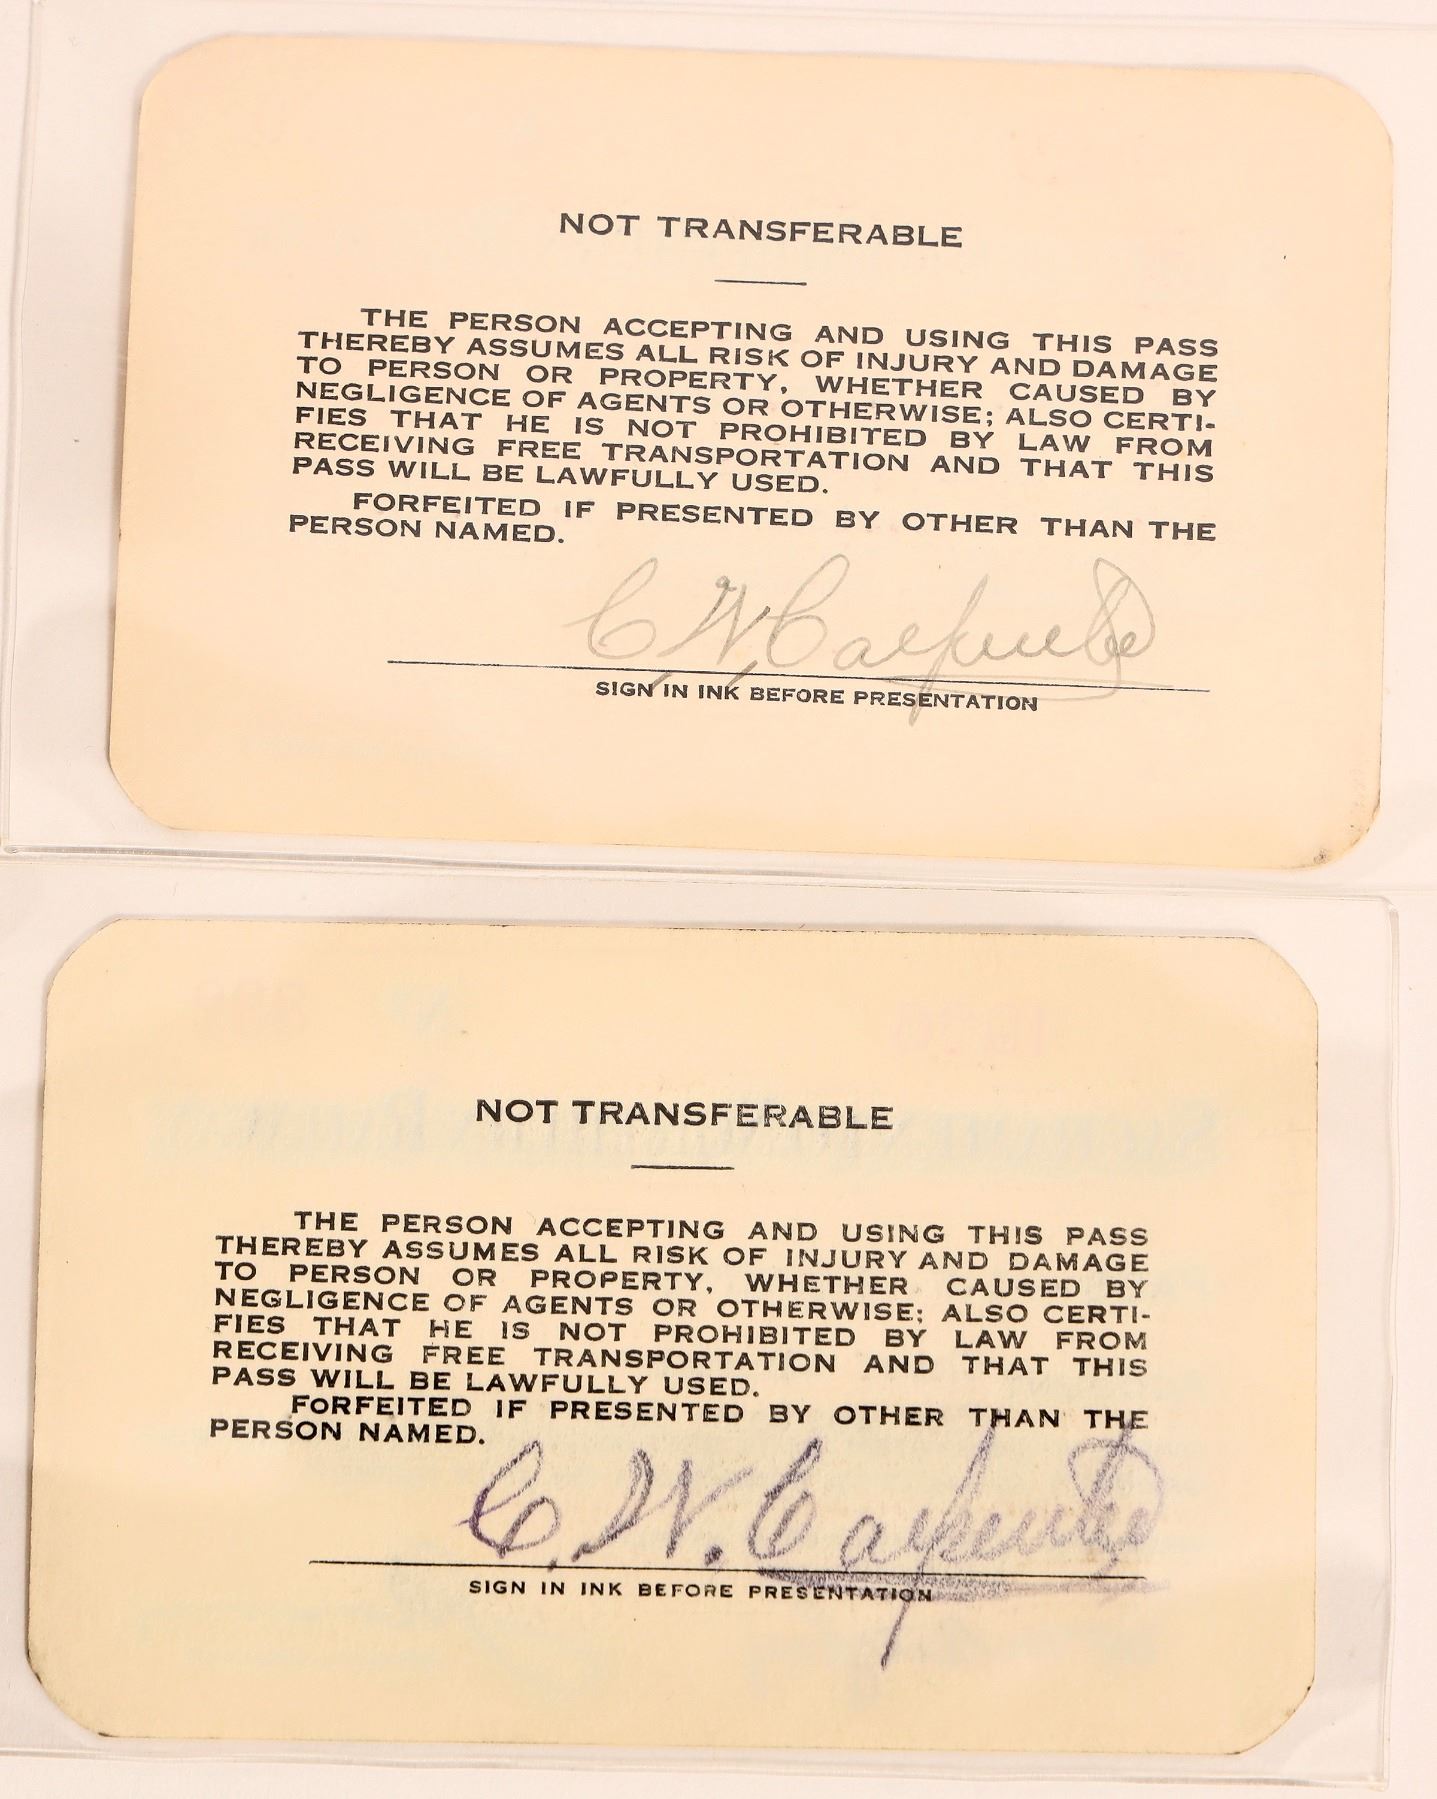 NOT TRANSFERABLE
THE PERSON ACCEPTING AND USING THIS PASS
THEREBY ASSUMES ALL RISK OF INJURY AND DAMAGE
TO PERSON OR PROPERTY, WHETHER CAUSED BY
NEGLIGENCE OF AGENTS OR OTHERWISE; ALSO CERTI-
FIES THAT HE IS NOT PROHIBITED BY LAW FROM
RECEIVING FREE TRANSPORTATION AND THAT THIS
PASS WILL BE LAWFULLY USED.
FORFEITED IF PRESENTED BY OTHER THAN THE
PERSON NAMED.
C. W. Carpenter
SIGN IN INK BEFORE PRESENTATION
NOT TRANSFERABLE
THE PERSON ACCEPTING AND USING THIS PASS
THEREBY ASSUMES ALL RISK OF INJURY AND DAMAGE
TO PERSON OR PROPERTY, WHETHER CAUSED BY
NEGLIGENCE OF AGENTS OR OTHERWISE; ALSO CERTI-
FIES THAT HE IS NOT PROHIBITED BY LAW FROM
RECEIVING FREE TRANSPORTATION AND THAT THIS
PASS WILL BE LAWFULLY USED.
FORFEITED IF PRESENTED BY OTHER THAN THE
PERSON NAMED.
C. W. Carpenter
SIGN IN INK BEFORE PRESENTATION